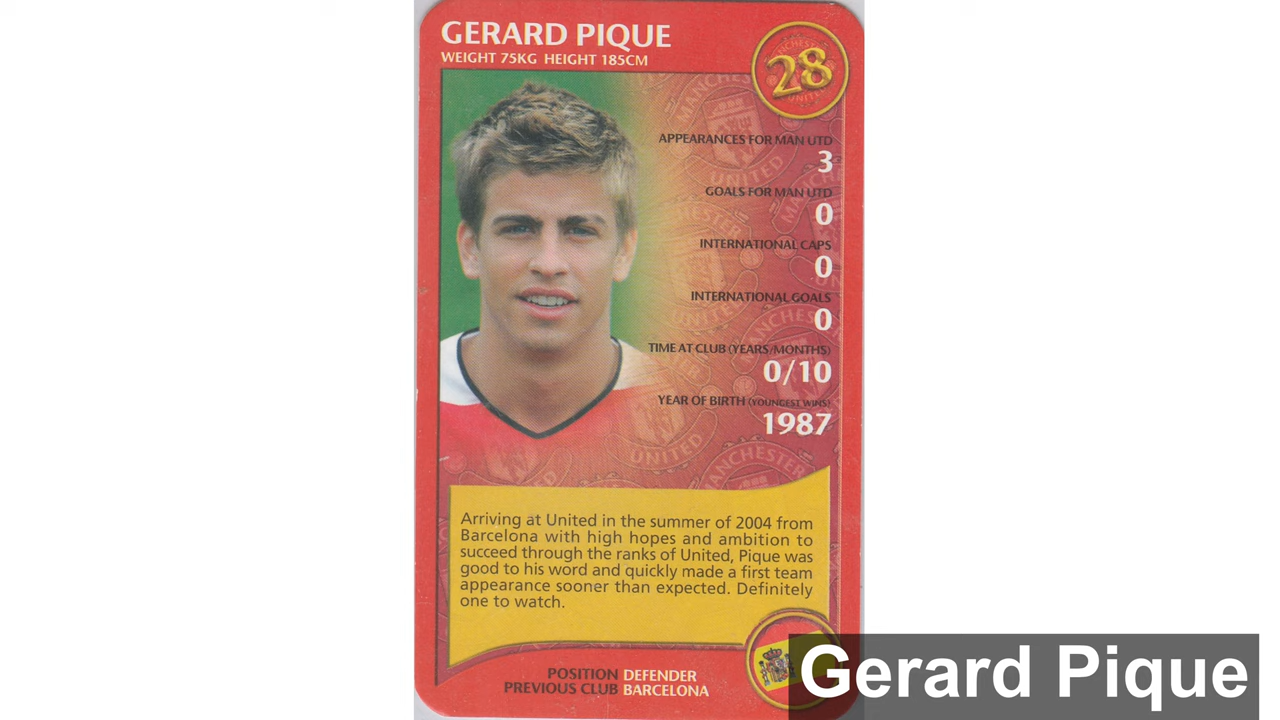 GERARD PIQUE
WEIGHT 75KG HEIGHT 185CM
28
APPEARANCES FOR MAN UTD
3
GOALS FOR MAN UTD
0
INTERNATIONAL CAPS
0
INTERNATIONAL GOALS
0
TIME AT CLUB (YEARS/MONTHS)
0/10
YEAR OF BIRTH (YOUNGEST WINS)
1987
MANCHESTER
UNITED
Arriving at United in the summer of 2004 from
Barcelona with high hopes and ambition to
succeed through the ranks of United, Pique was
good to his word and quickly made a first team
appearance sooner than expected. Definitely
one to watch.
POSITION DEFENDER
PREVIOUS CLUB BARCELONA
Gerard Pique